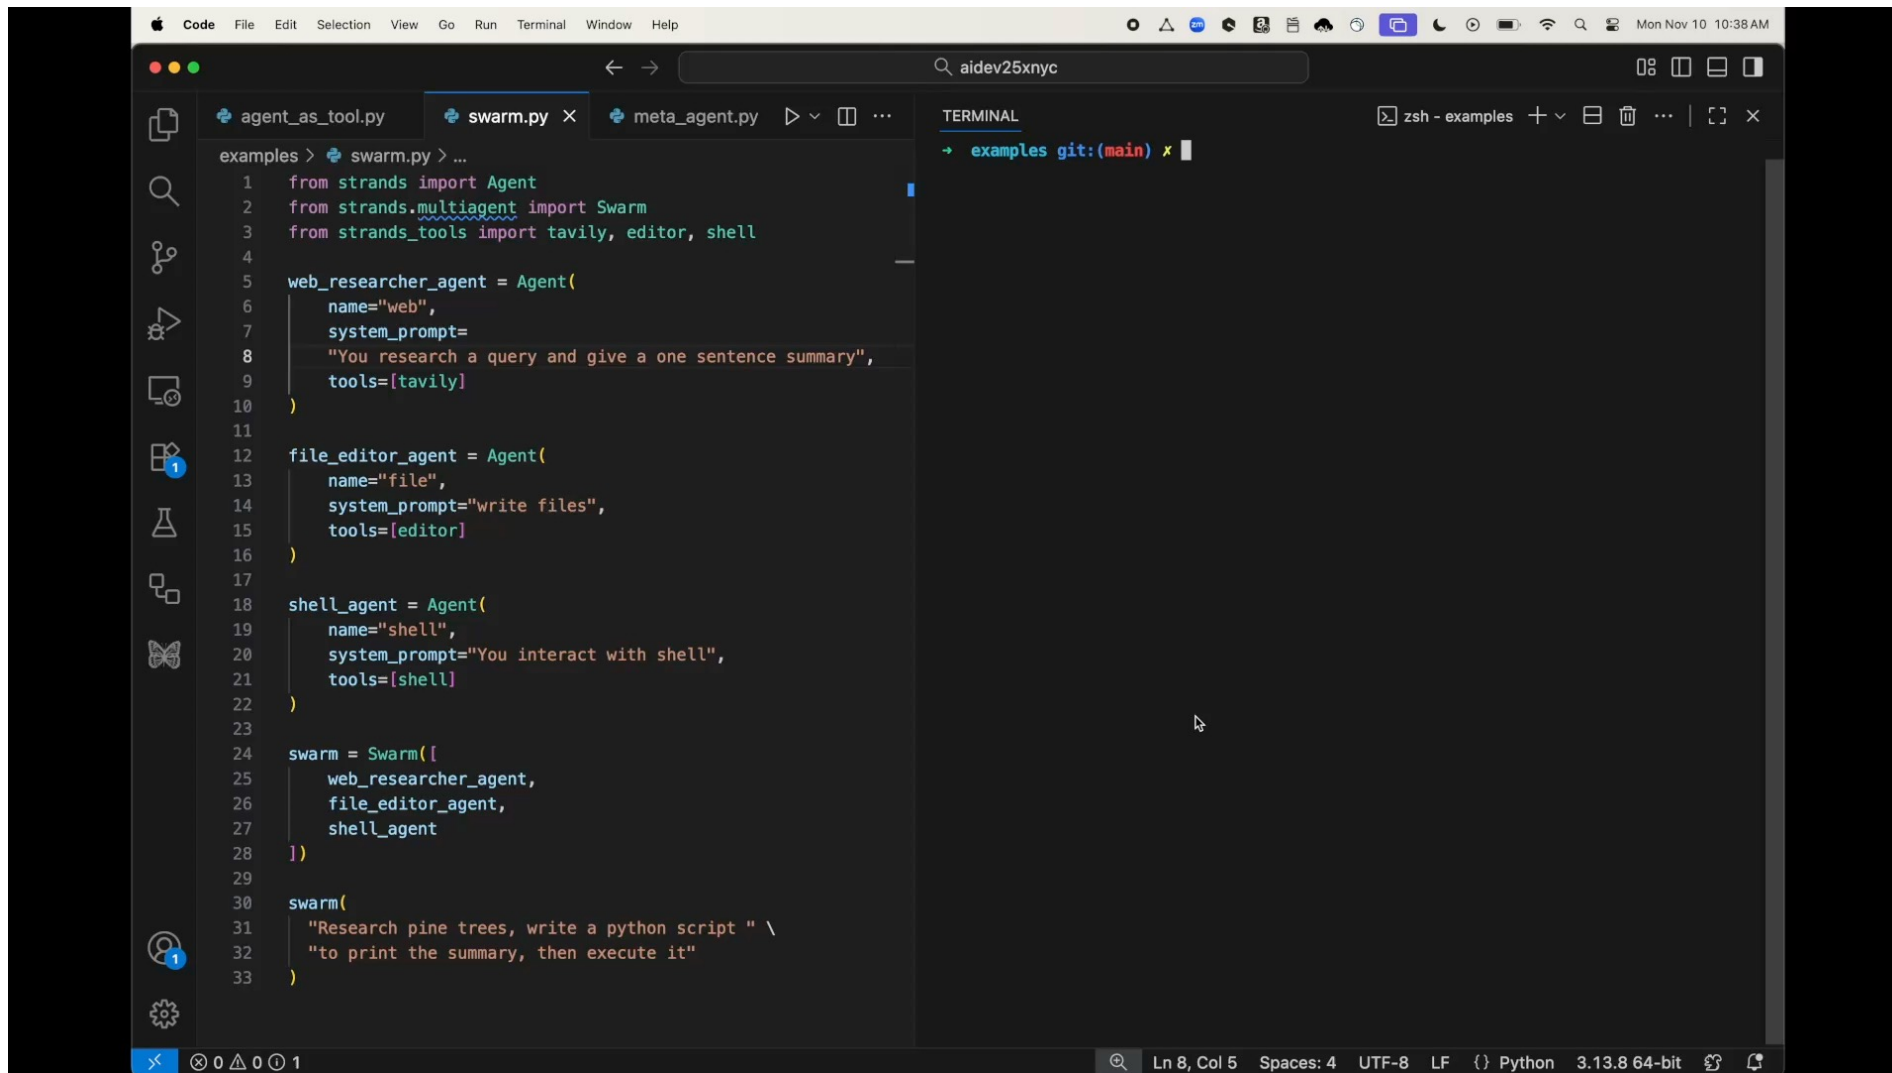 Code File Edit Selection View Go Run Terminal Window Help
zm
Mon Nov 10 10:38 AM
aidev25xnyc
agent_as_tool.py
swarm.py
meta_agent.py
examples > swarm.py > ...
1 from strands import Agent
2 from strands.multiagent import Swarm
3 from strands_tools import tavily, editor, shell
4
5 web_researcher_agent = Agent(
6     name="web",
7     system_prompt=
8     "You research a query and give a one sentence summary",
9     tools=[tavily]
10 )
11
12 file_editor_agent = Agent(
13     name="file",
14     system_prompt="write files",
15     tools=[editor]
16 )
17
18 shell_agent = Agent(
19     name="shell",
20     system_prompt="You interact with shell",
21     tools=[shell]
22 )
23
24 swarm = Swarm([
25     web_researcher_agent,
26     file_editor_agent,
27     shell_agent
28 ])
29
30 swarm(
31   "Research pine trees, write a python script " \
32   "to print the summary, then execute it"
33 )
1
1
TERMINAL
zsh - examples
→ examples git:(main) ✗
0 0 1
Ln 8, Col 5 Spaces: 4 UTF-8 LF {} Python 3.13.8 64-bit